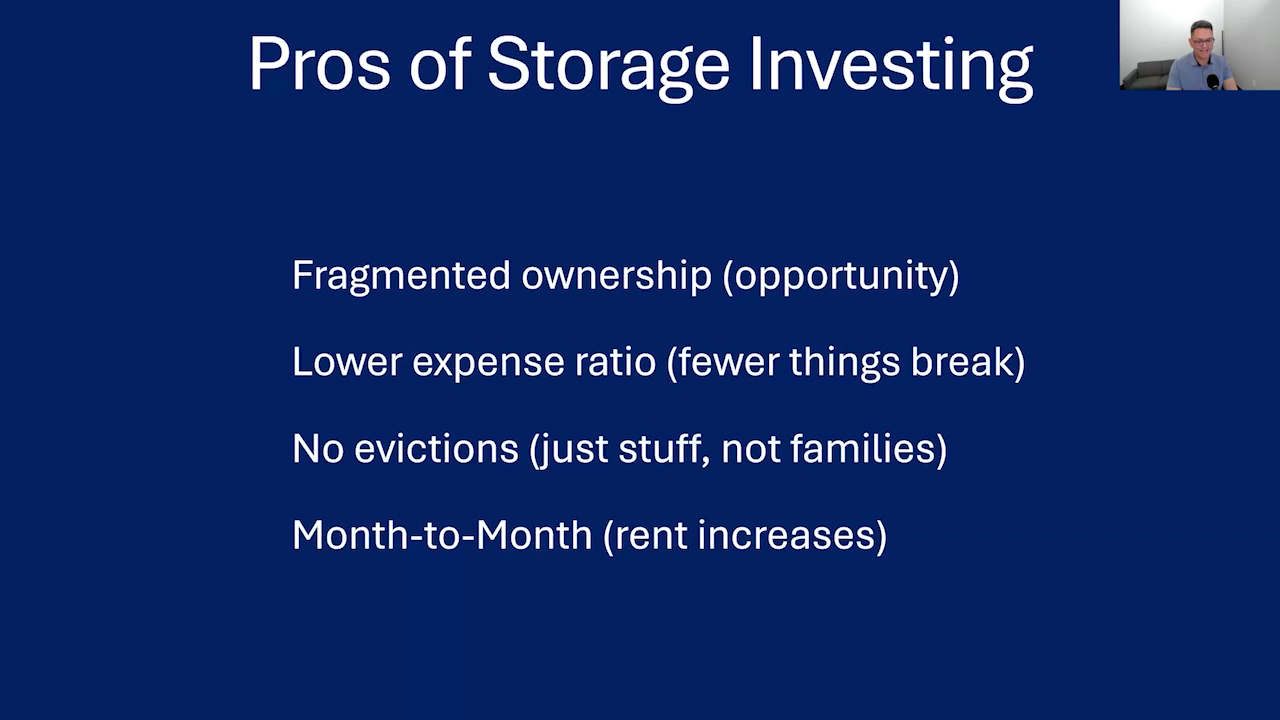 Pros of Storage Investing
Fragmented ownership (opportunity)
Lower expense ratio (fewer things break)
No evictions (just stuff, not families)
Month-to-Month (rent increases)